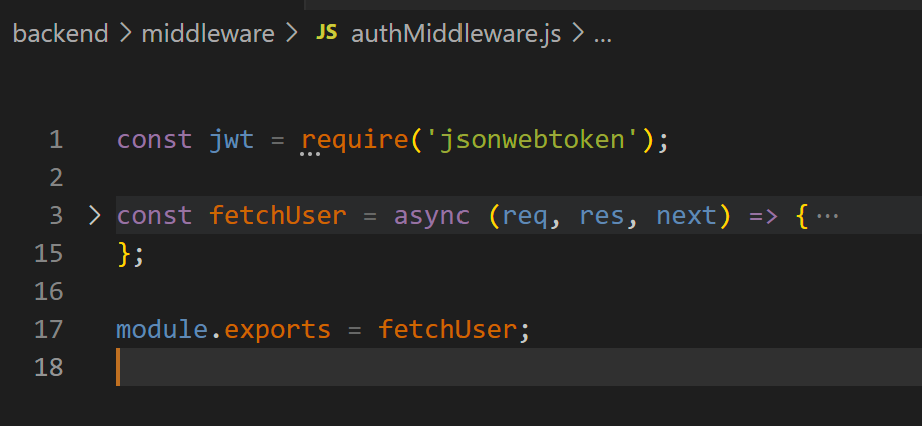 backend > middleware > JS authMiddleware.js > ...
1 const jwt = require('jsonwebtoken');
2
3 > const fetchUser = async (req, res, next) => {···
15 };
16
17 module.exports = fetchUser;
18